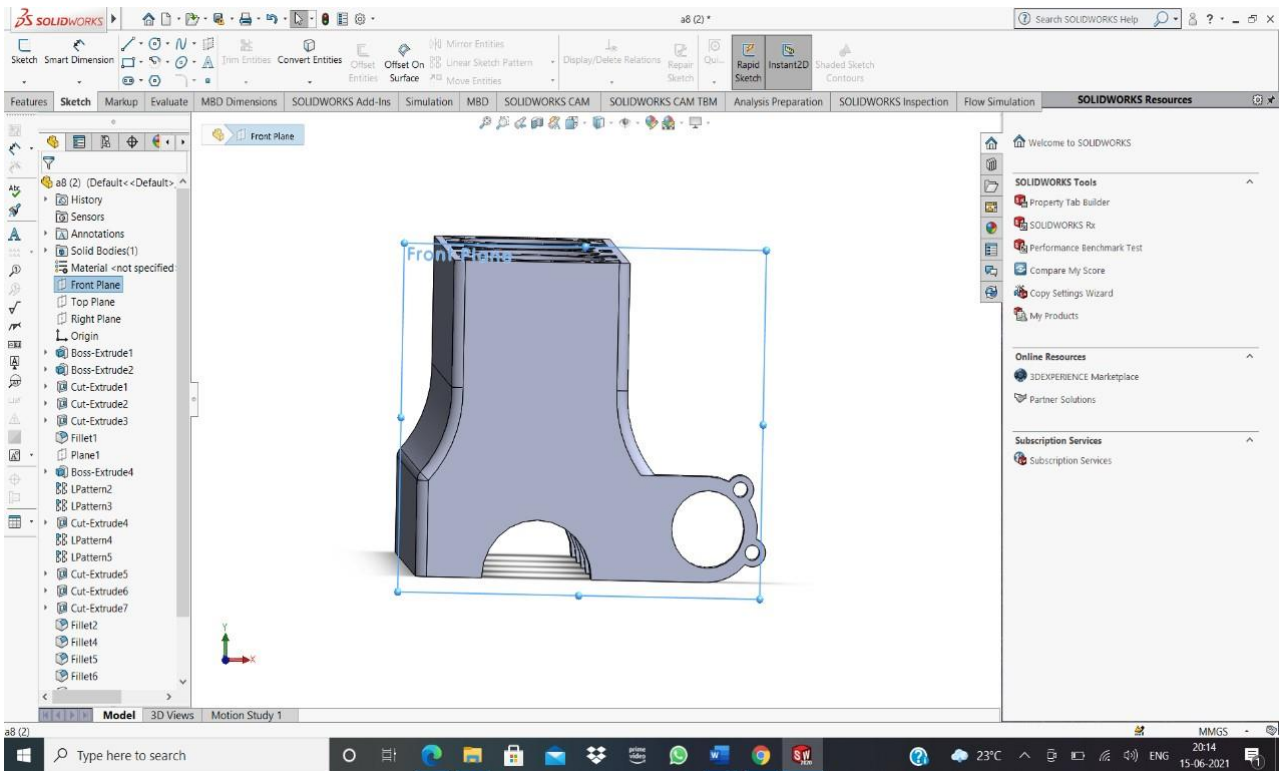 SOLIDWORKS
a8 (2) *
Search SOLIDWORKS Help
Sketch
Smart Dimension
Trim Entities
Convert Entities
Offset Entities
Offset On Surface
Mirror Entities
Linear Sketch Pattern
Move Entities
Display/Delete Relations
Repair Sketch
Qui...
Rapid Sketch
Instant2D
Shaded Sketch Contours
Features
Sketch
Markup
Evaluate
MBD Dimensions
SOLIDWORKS Add-Ins
Simulation
MBD
SOLIDWORKS CAM
SOLIDWORKS CAM TBM
Analysis Preparation
SOLIDWORKS Inspection
Flow Simulation
SOLIDWORKS Resources
Front Plane
a8 (2) (Default<<Default>_
History
Sensors
Annotations
Solid Bodies(1)
Material <not specified
Front Plane
Top Plane
Right Plane
Origin
Boss-Extrude1
Boss-Extrude2
Cut-Extrude1
Cut-Extrude2
Cut-Extrude3
Fillet1
Plane1
Boss-Extrude4
LPattern2
LPattern3
Cut-Extrude4
LPattern4
LPattern5
Cut-Extrude5
Cut-Extrude6
Cut-Extrude7
Fillet2
Fillet4
Fillet5
Fillet6
Front Plane
Y
X
Welcome to SOLIDWORKS
SOLIDWORKS Tools
Property Tab Builder
SOLIDWORKS Rx
Performance Benchmark Test
Compare My Score
Copy Settings Wizard
My Products
Online Resources
3DEXPERIENCE Marketplace
Partner Solutions
Subscription Services
Subscription Services
Model
3D Views
Motion Study 1
a8 (2)
MMGS
Type here to search
prime video
SW 2020
23°C
ENG
20:14
15-06-2021